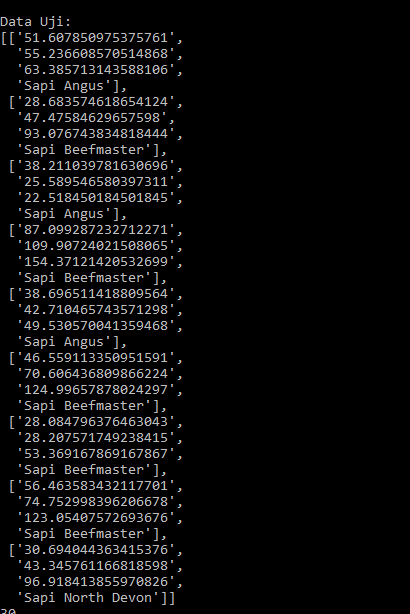 Data Uji:
[['51.607850975375761',
'55.236608570514868',
'63.385713143588106',
'Sapi Angus'],
['28.683574618654124',
'47.47584629657598',
'93.076743834818444',
'Sapi Beefmaster'],
['38.211039781630696',
'25.589546580397311',
'22.518450184501845',
'Sapi Angus'],
['87.099287232712271',
'109.90724021508065',
'154.37121420532699',
'Sapi Beefmaster'],
['38.696511418809564',
'42.710465743571298',
'49.530570041359468',
'Sapi Angus'],
['46.559113350951591',
'70.606436809866224',
'124.99657878024297',
'Sapi Beefmaster'],
['28.084796376463043',
'28.207571749238415',
'53.369167869167867',
'Sapi Beefmaster'],
['56.463583432117701',
'74.752998396206678',
'123.05407572693676',
'Sapi Beefmaster'],
['30.694044363415376',
'43.345761166818598',
'96.918413855970826',
'Sapi North Devon']]
30